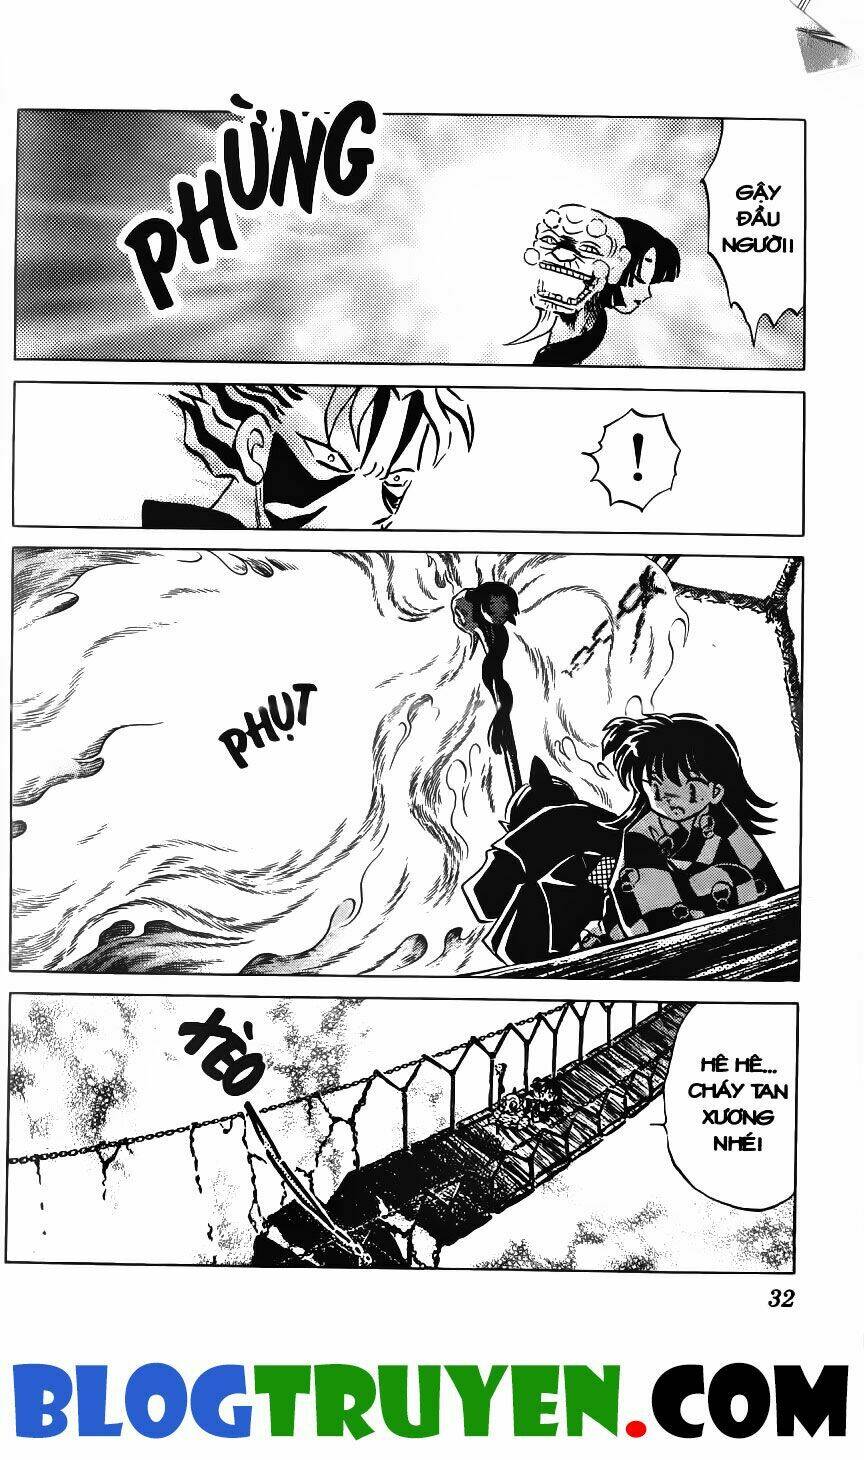 PHỪNG
GẬY
ĐẦU
NGƯỜI!
!
PHỤT
XÈO
HÊ HÊ...
CHÁY TAN
XƯƠNG
NHÉ!
32
BLOGTRUYEN.COM